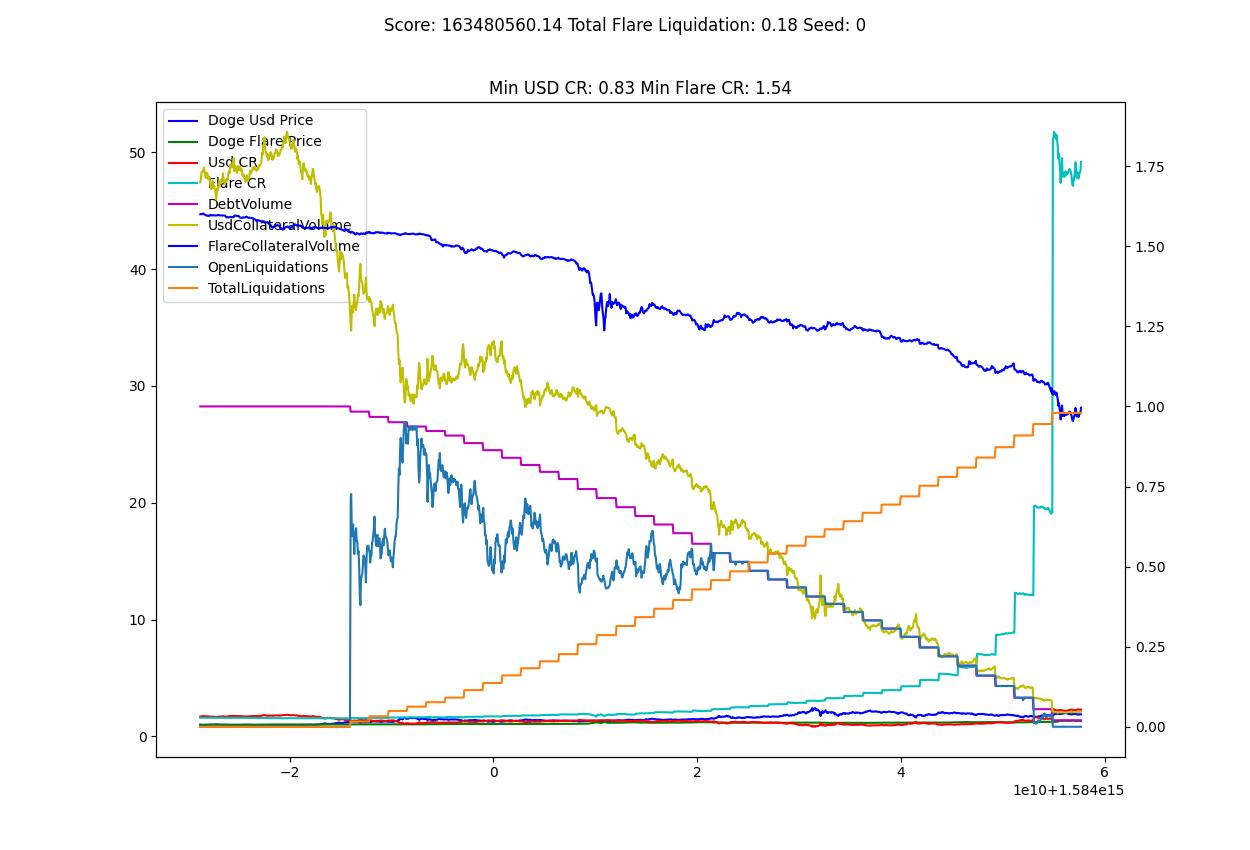 Score: 163480560.14 Total Flare Liquidation: 0.18 Seed: 0
Min USD CR: 0.83 Min Flare CR: 1.54
Doge Usd Price
Doge Flare Price
Usd CR
Flare CR
DebtVolume
UsdCollateralVolume
FlareCollateralVolume
OpenLiquidations
TotalLiquidations
50
40
30
20
10
0
1.75
1.50
1.25
1.00
0.75
0.50
0.25
0.00
−2
0
2
4
6
1e10+1.584e15